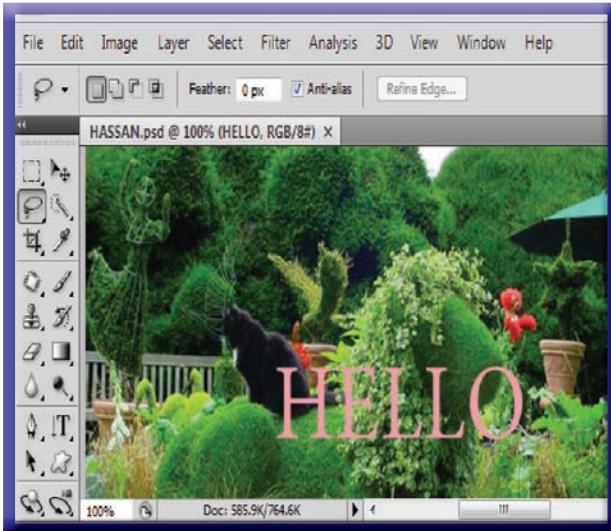 File Edit Image Layer Select Filter Analysis 3D View Window Help
Feather: 0 px Anti-alias Refine Edge...
HASSAN.psd @ 100% (HELLO, RGB/8#) ×
HELLO
T
100% Doc: 585.9K/764.6K